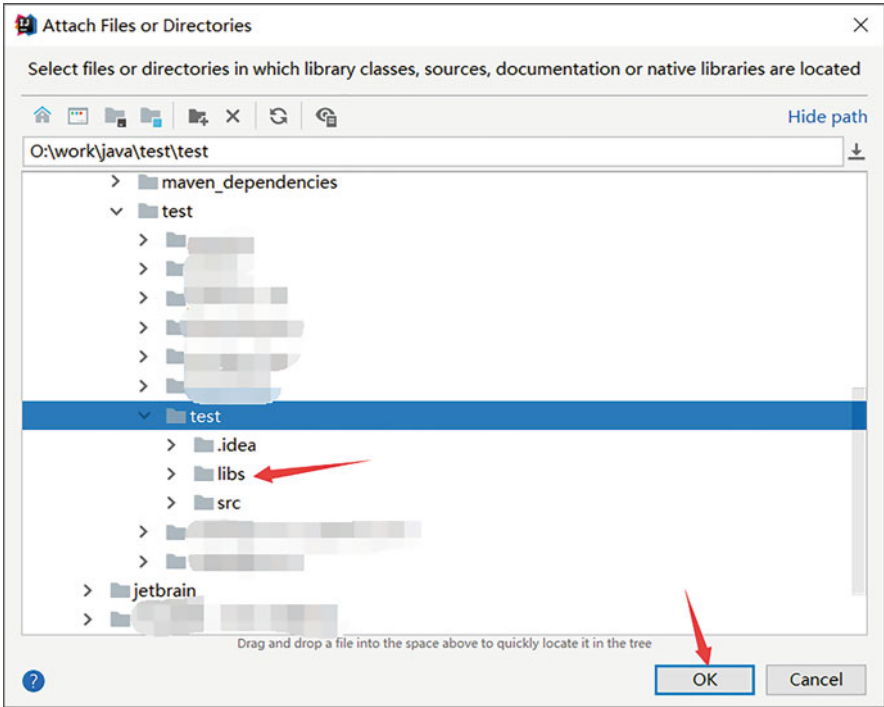 Attach Files or Directories
Select files or directories in which library classes, sources, documentation or native libraries are located
Hide path
O:\work\java\test\test
maven_dependencies
test
test
.idea
libs
src
jetbrain
Drag and drop a file into the space above to quickly locate it in the tree
?
OK
Cancel